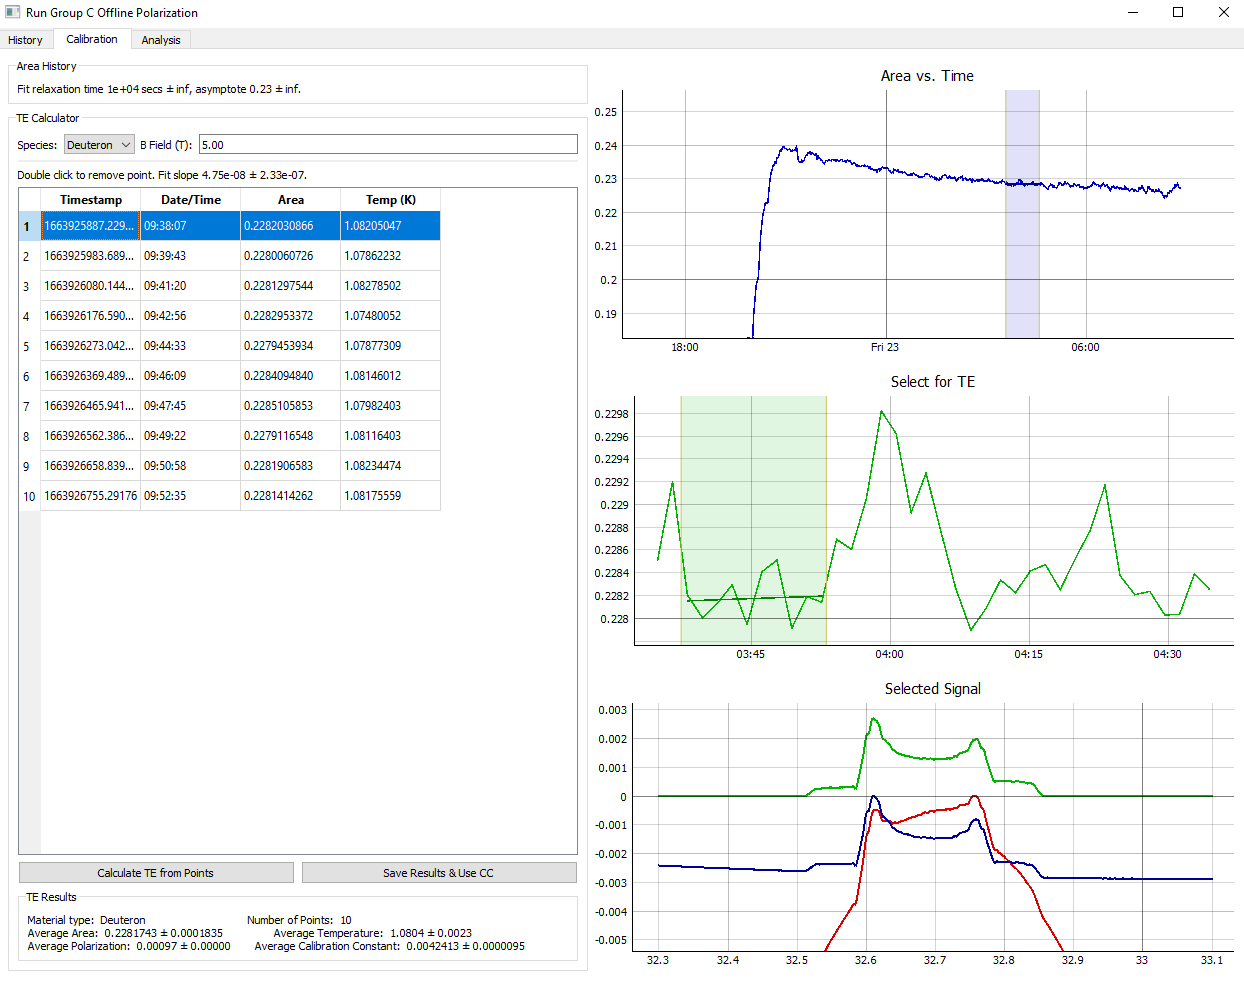 Run Group C Offline Polarization
History Calibration Analysis
Area History
Fit relaxation time 1e+04 secs ± inf, asymptote 0.23 ± inf.
TE Calculator
Species: Deuteron B Field (T): 5.00
Double click to remove point. Fit slope 4.75e-08 ± 2.33e-07.
Timestamp Date/Time Area Temp (K)
1 1663925887.229... 09:38:07 0.2282030866 1.08205047
2 1663925983.689... 09:39:43 0.2280060726 1.07862232
3 1663926080.144... 09:41:20 0.2281297544 1.08278502
4 1663926176.590... 09:42:56 0.2282953372 1.07480052
5 1663926273.042... 09:44:33 0.2279453934 1.07877309
6 1663926369.489... 09:46:09 0.2284094840 1.08146012
7 1663926465.941... 09:47:45 0.2285105853 1.07982403
8 1663926562.386... 09:49:22 0.2279116548 1.08116403
9 1663926658.839... 09:50:58 0.2281906583 1.08234474
10 1663926755.29176 09:52:35 0.2281414262 1.08175559
Calculate TE from Points Save Results & Use CC
TE Results
Material type: Deuteron Number of Points: 10
Average Area: 0.2281743 ± 0.0001835 Average Temperature: 1.0804 ± 0.0023
Average Polarization: 0.00097 ± 0.00000 Average Calibration Constant: 0.0042413 ± 0.0000095
Area vs. Time
0.25
0.24
0.23
0.22
0.21
0.2
0.19
18:00 Fri 23 06:00
Select for TE
0.2298
0.2296
0.2294
0.2292
0.229
0.2288
0.2286
0.2284
0.2282
0.228
03:45 04:00 04:15 04:30
Selected Signal
0.003
0.002
0.001
0
-0.001
-0.002
-0.003
-0.004
-0.005
32.3 32.4 32.5 32.6 32.7 32.8 32.9 33 33.1